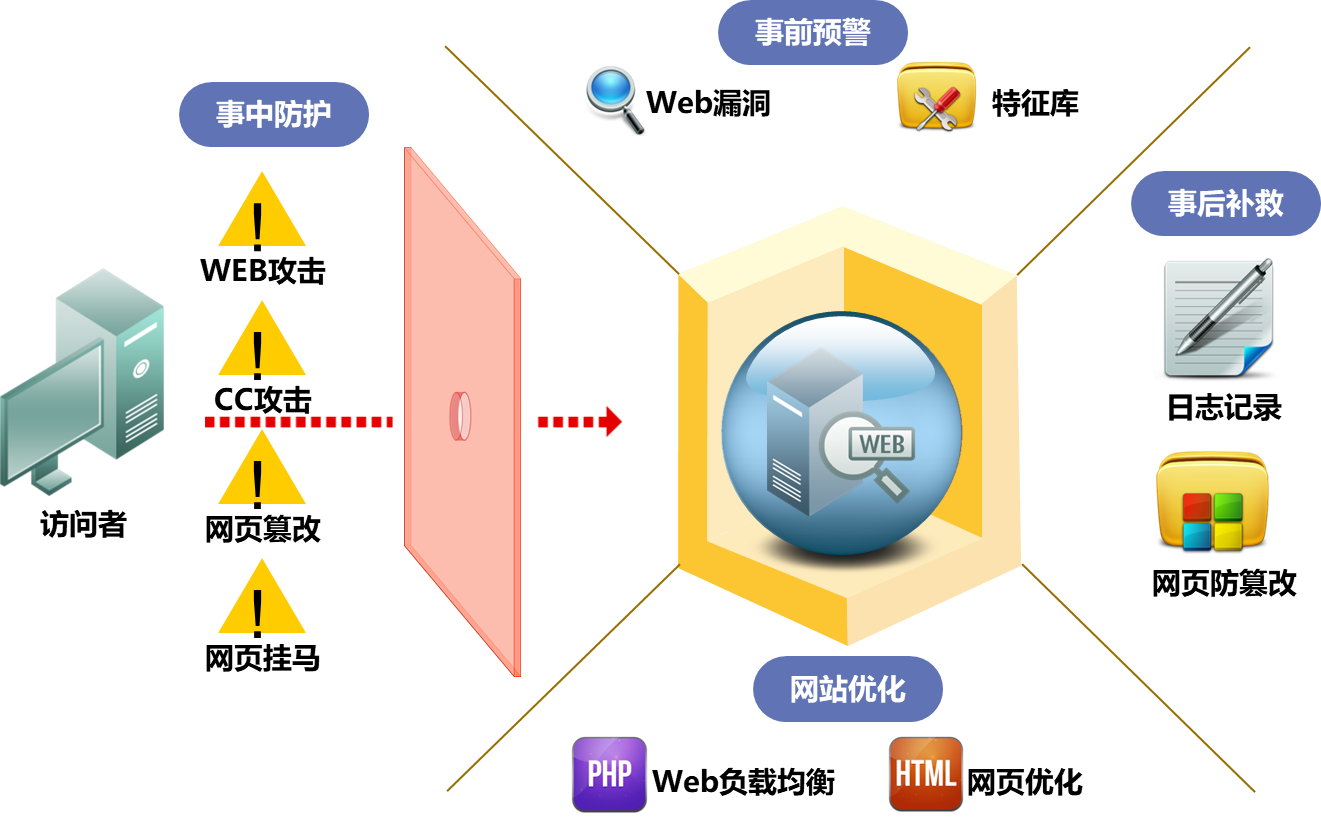 事前预警
Web漏洞
特征库
事中防护
WEB攻击
CC攻击
网页篡改
网页挂马
访问者
WEB
事后补救
日志记录
网页防篡改
网站优化
PHP
Web负载均衡
HTML
网页优化